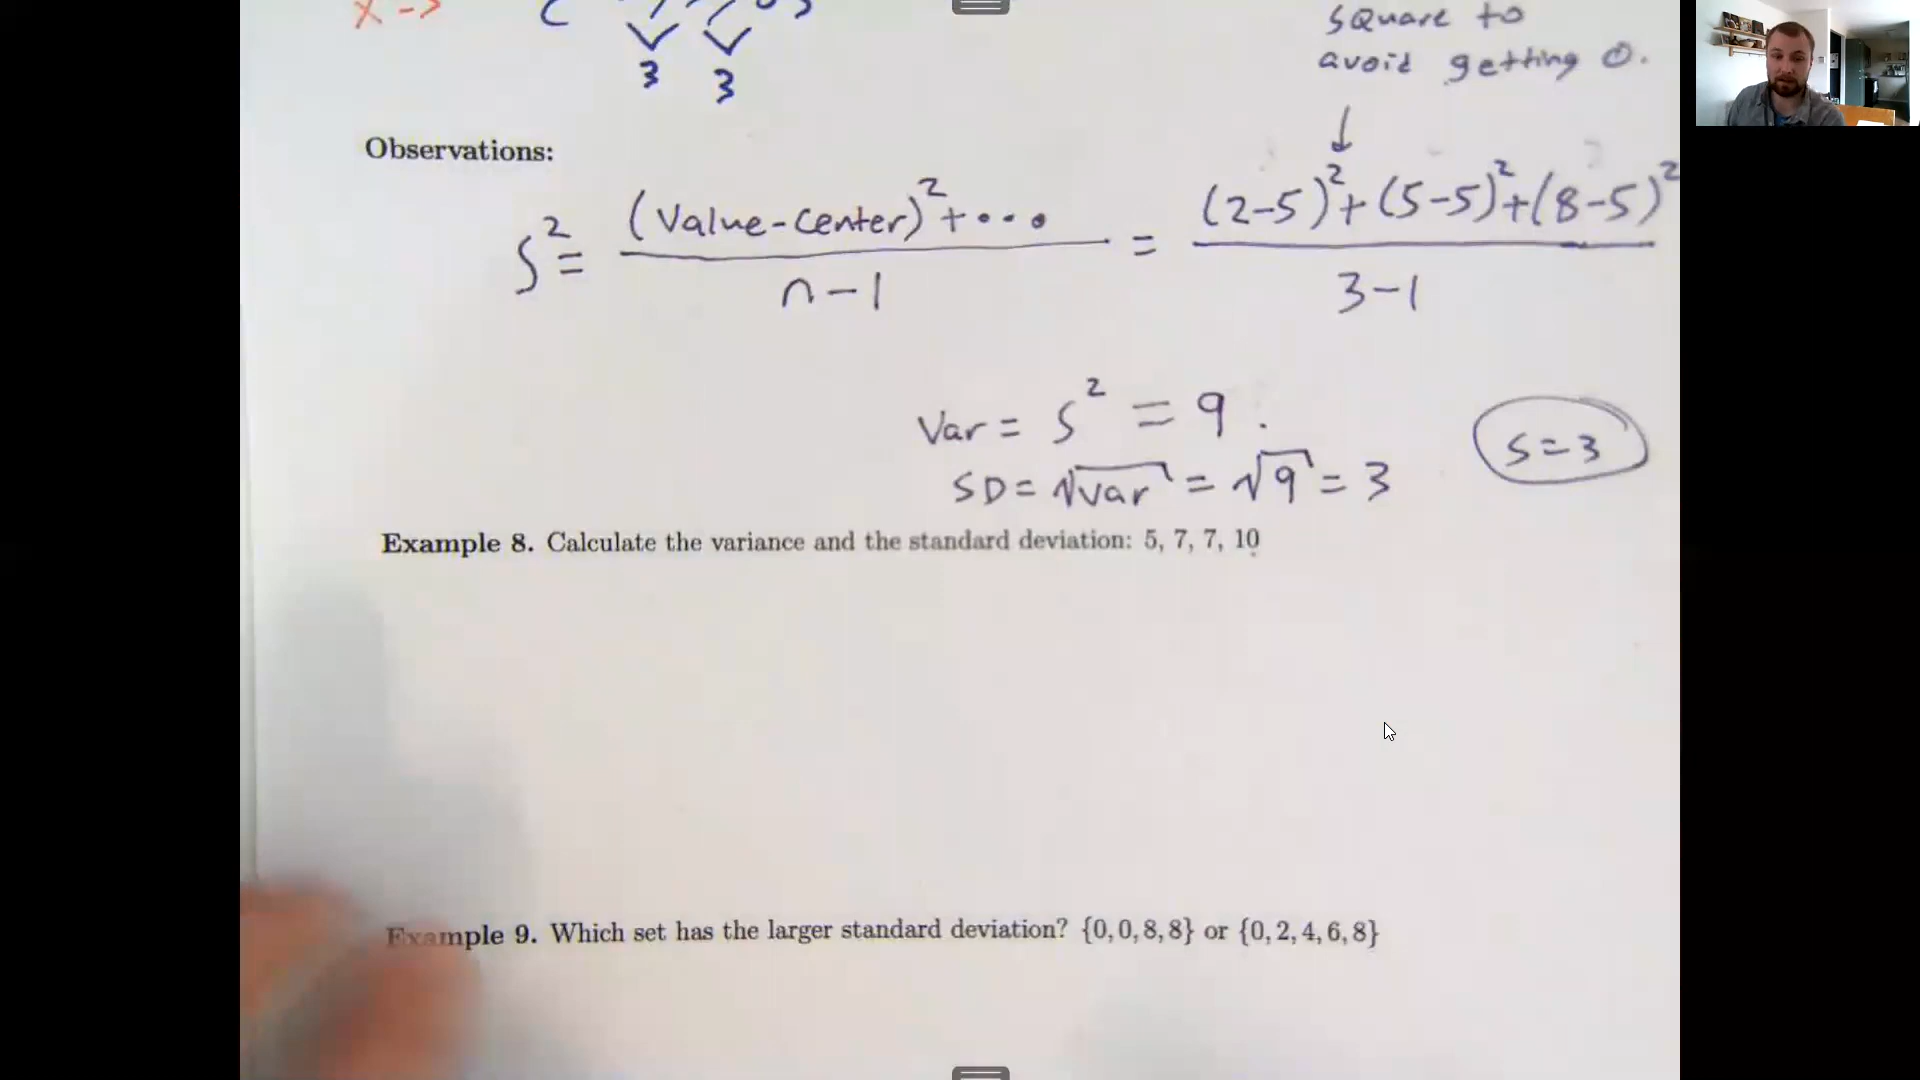 x ->
3 3
square to
avoid getting 0.
Observations:
S² = (Value-Center)² + ... / n-1 = (2-5)² + (5-5)² + (8-5)² / 3-1
Var = S² = 9.
SD = √var = √9 = 3
S = 3
Example 8. Calculate the variance and the standard deviation: 5, 7, 7, 10
Example 9. Which set has the larger standard deviation? {0, 0, 8, 8} or {0, 2, 4, 6, 8}